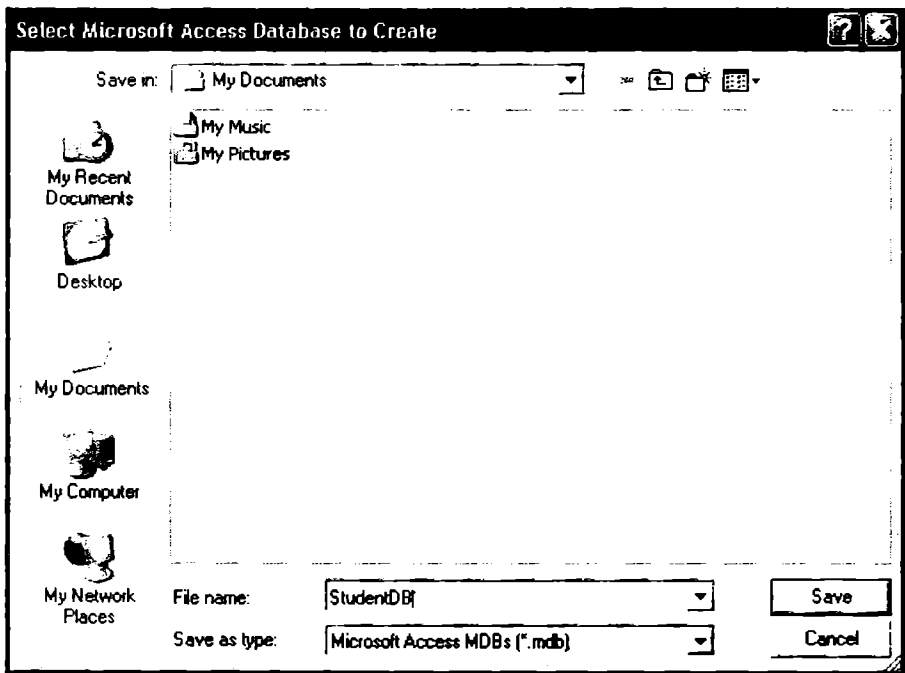 Select Microsoft Access Database to Create
Save in: My Documents
My Music
My Pictures
My Recent
Documents
Desktop
My Documents
My Computer
My Network
Places
File name: StudentDB
Save
Save as type: Microsoft Access MDBs (*.mdb)
Cancel